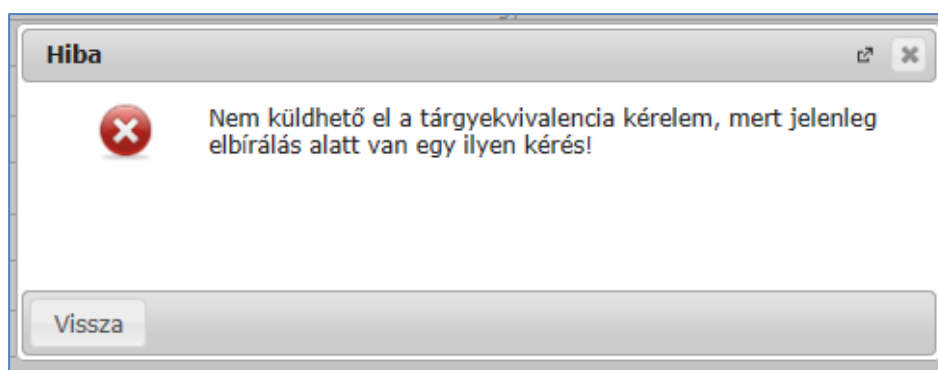 Hiba
Nem küldhető el a tárgyekvivalencia kérelem, mert jelenleg
elbírálás alatt van egy ilyen kérés!
Vissza